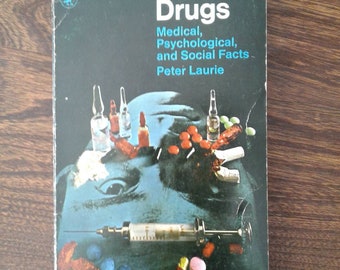 Drugs
Medical,
Psychological,
and Social Facts
Peter Laurie